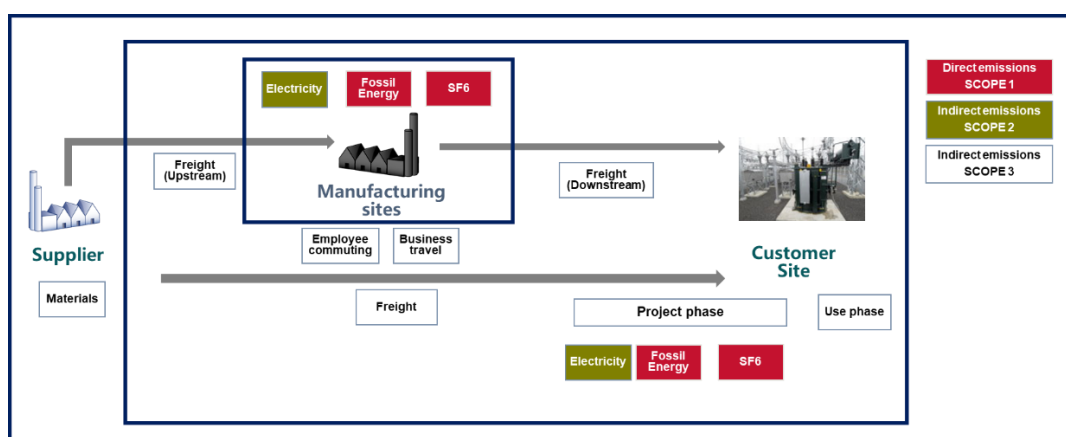 Electricity
Fossil
Energy
SF6
Direct emissions
SCOPE 1
Indirect emissions
SCOPE 2
Indirect emissions
SCOPE 3
Freight
(Upstream)
Freight
(Downstream)
Manufacturing
sites
Employee
commuting
Business
travel
Supplier
Customer
Site
Materials
Freight
Project phase
Use phase
Electricity
Fossil
Energy
SF6